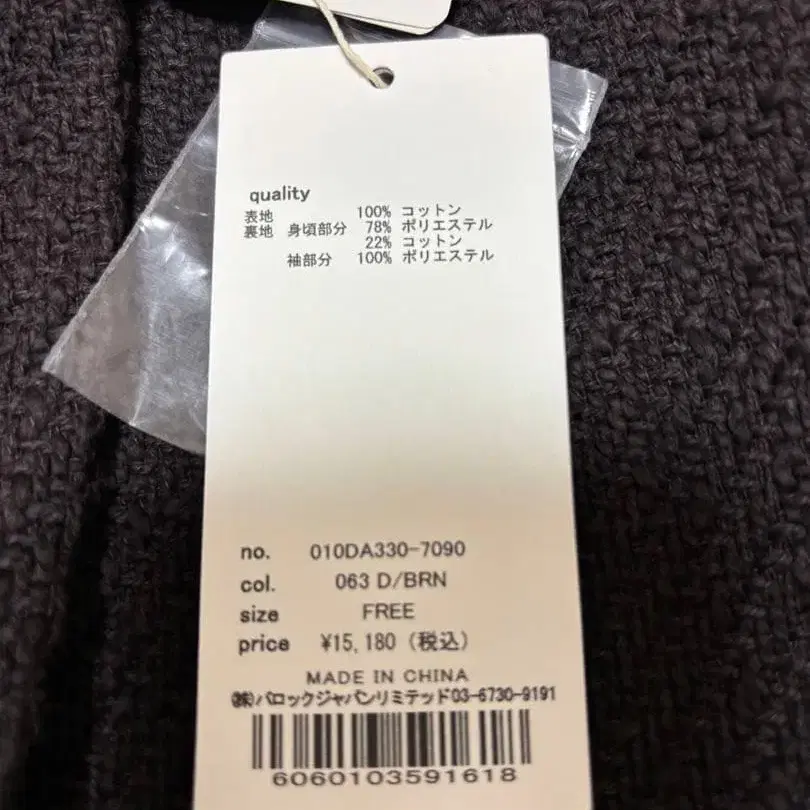 quality
表地 100% コットン
裏地 身頃部分 78% ポリエステル
22% コットン
袖部分 100% ポリエステル
no. 010DA330-7090
col. 063 D/BRN
size FREE
price ¥15,180 (税込)
MADE IN CHINA
㈱バロックジャパンリミテッド03-6730-9191
6060103591618